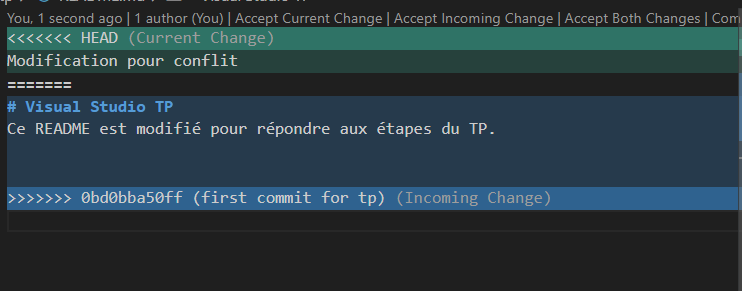 You, 1 second ago | 1 author (You) | Accept Current Change | Accept Incoming Change | Accept Both Changes | Com
<<<<<<< HEAD (Current Change)
Modification pour conflit
=======
# Visual Studio TP
Ce README est modifié pour répondre aux étapes du TP.
>>>>>>> 0bd0bba50ff (first commit for tp) (Incoming Change)